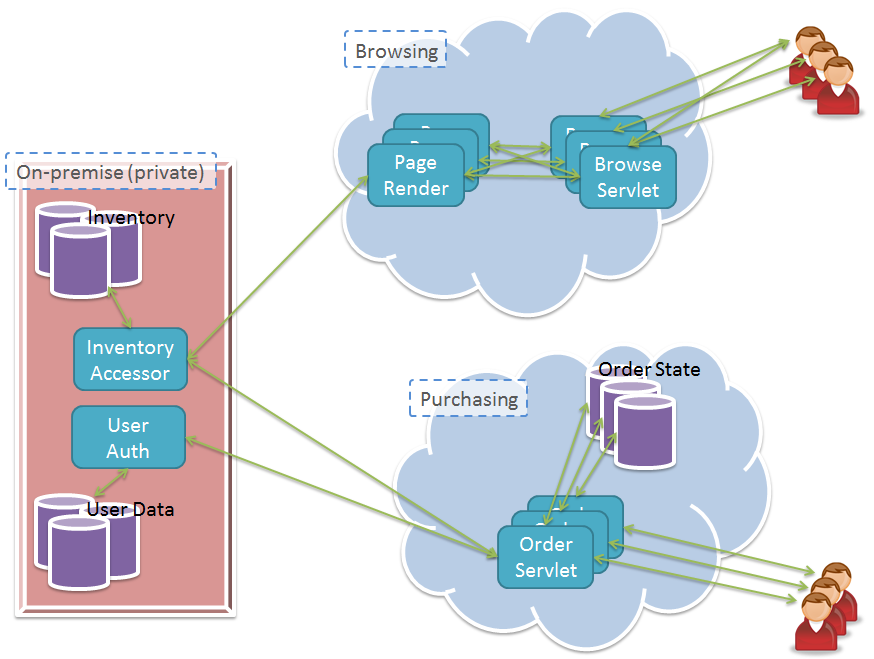 Browsing
Page
Render
Browse
Servlet
On-premise (private)
Inventory
Inventory
Accessor
User
Auth
User Data
Purchasing
Order State
Order
Servlet